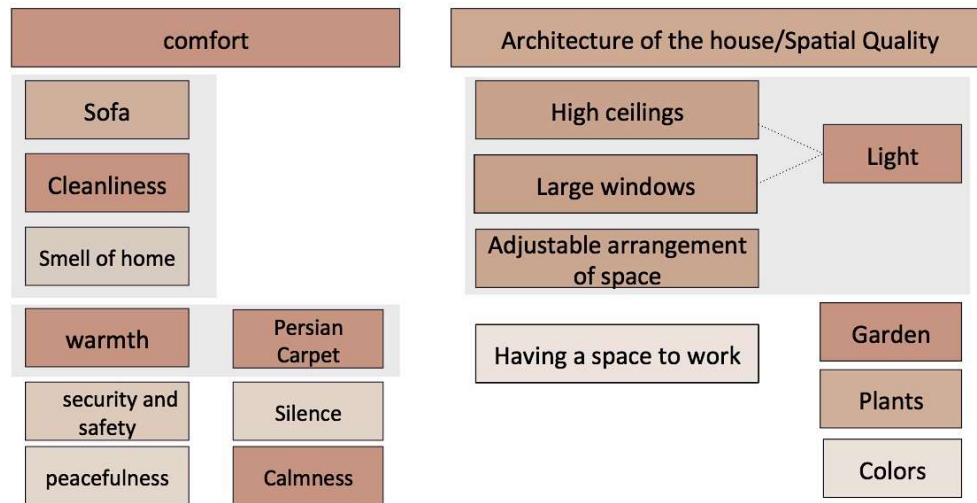 comfort
Sofa
Cleanliness
Smell of home
warmth
Persian
Carpet
security and
safety
Silence
peacefulness
Calmness
Architecture of the house/Spatial Quality
High ceilings
Large windows
Light
Adjustable arrangement
of space
Having a space to work
Garden
Plants
Colors